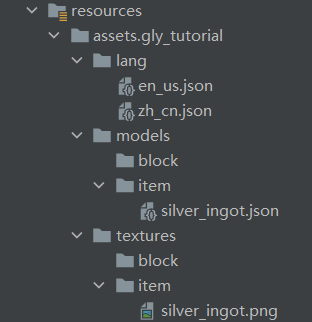 resources
assets.gly_tutorial
lang
en_us.json
zh_cn.json
models
block
item
silver_ingot.json
textures
block
item
silver_ingot.png